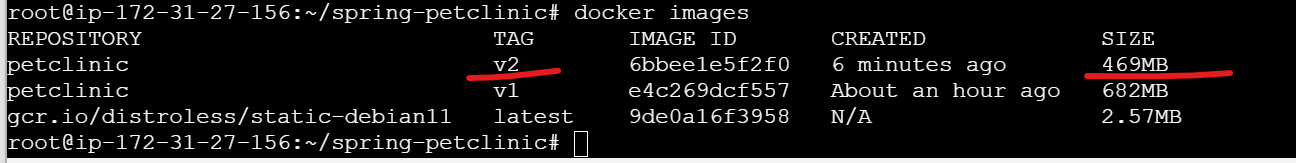 root@ip-172-31-27-156:~/spring-petclinic# docker images
REPOSITORY TAG IMAGE ID CREATED SIZE
petclinic v2 6bbee1e5f2f0 6 minutes ago 469MB
petclinic v1 e4c269dcf557 About an hour ago 682MB
gcr.io/distroless/static-debian11 latest 9de0a16f3958 N/A 2.57MB
root@ip-172-31-27-156:~/spring-petclinic#